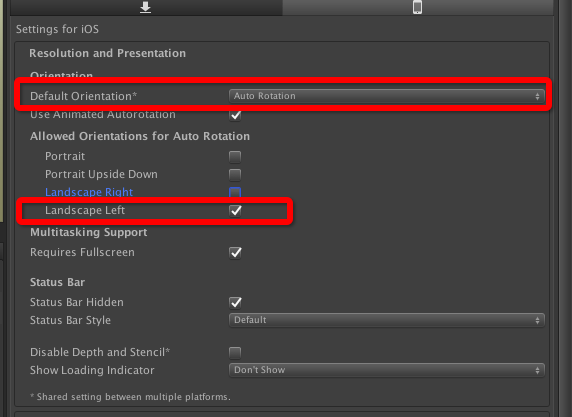 Settings for iOS
Resolution and Presentation
Orientation
Default Orientation* Auto Rotation
Use Animated Autorotation
Allowed Orientations for Auto Rotation
Portrait
Portrait Upside Down
Landscape Right
Landscape Left
Multitasking Support
Requires Fullscreen
Status Bar
Status Bar Hidden
Status Bar Style Default
Disable Depth and Stencil*
Show Loading Indicator Don't Show
* Shared setting between multiple platforms.